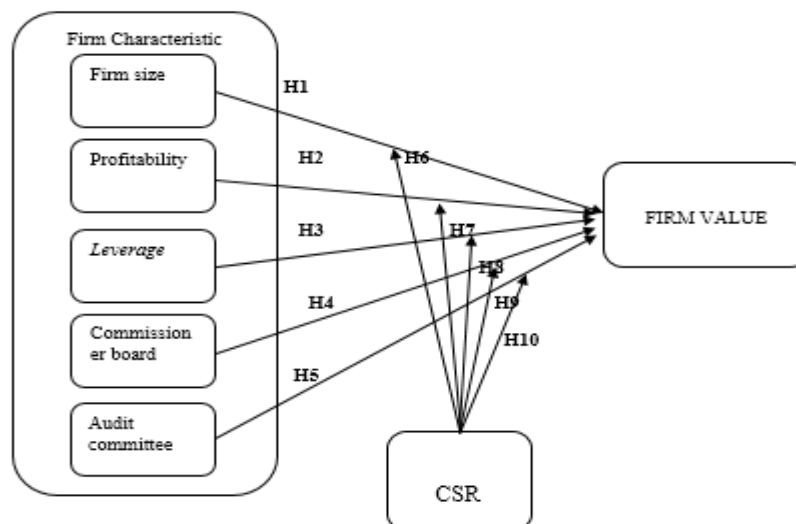 Firm Characteristic
Firm size
H1
Profitability
H2
H6
FIRM VALUE
Leverage
H3
H7
H8
Commission
er board
H4
H9
H10
H5
Audit
committee
CSR